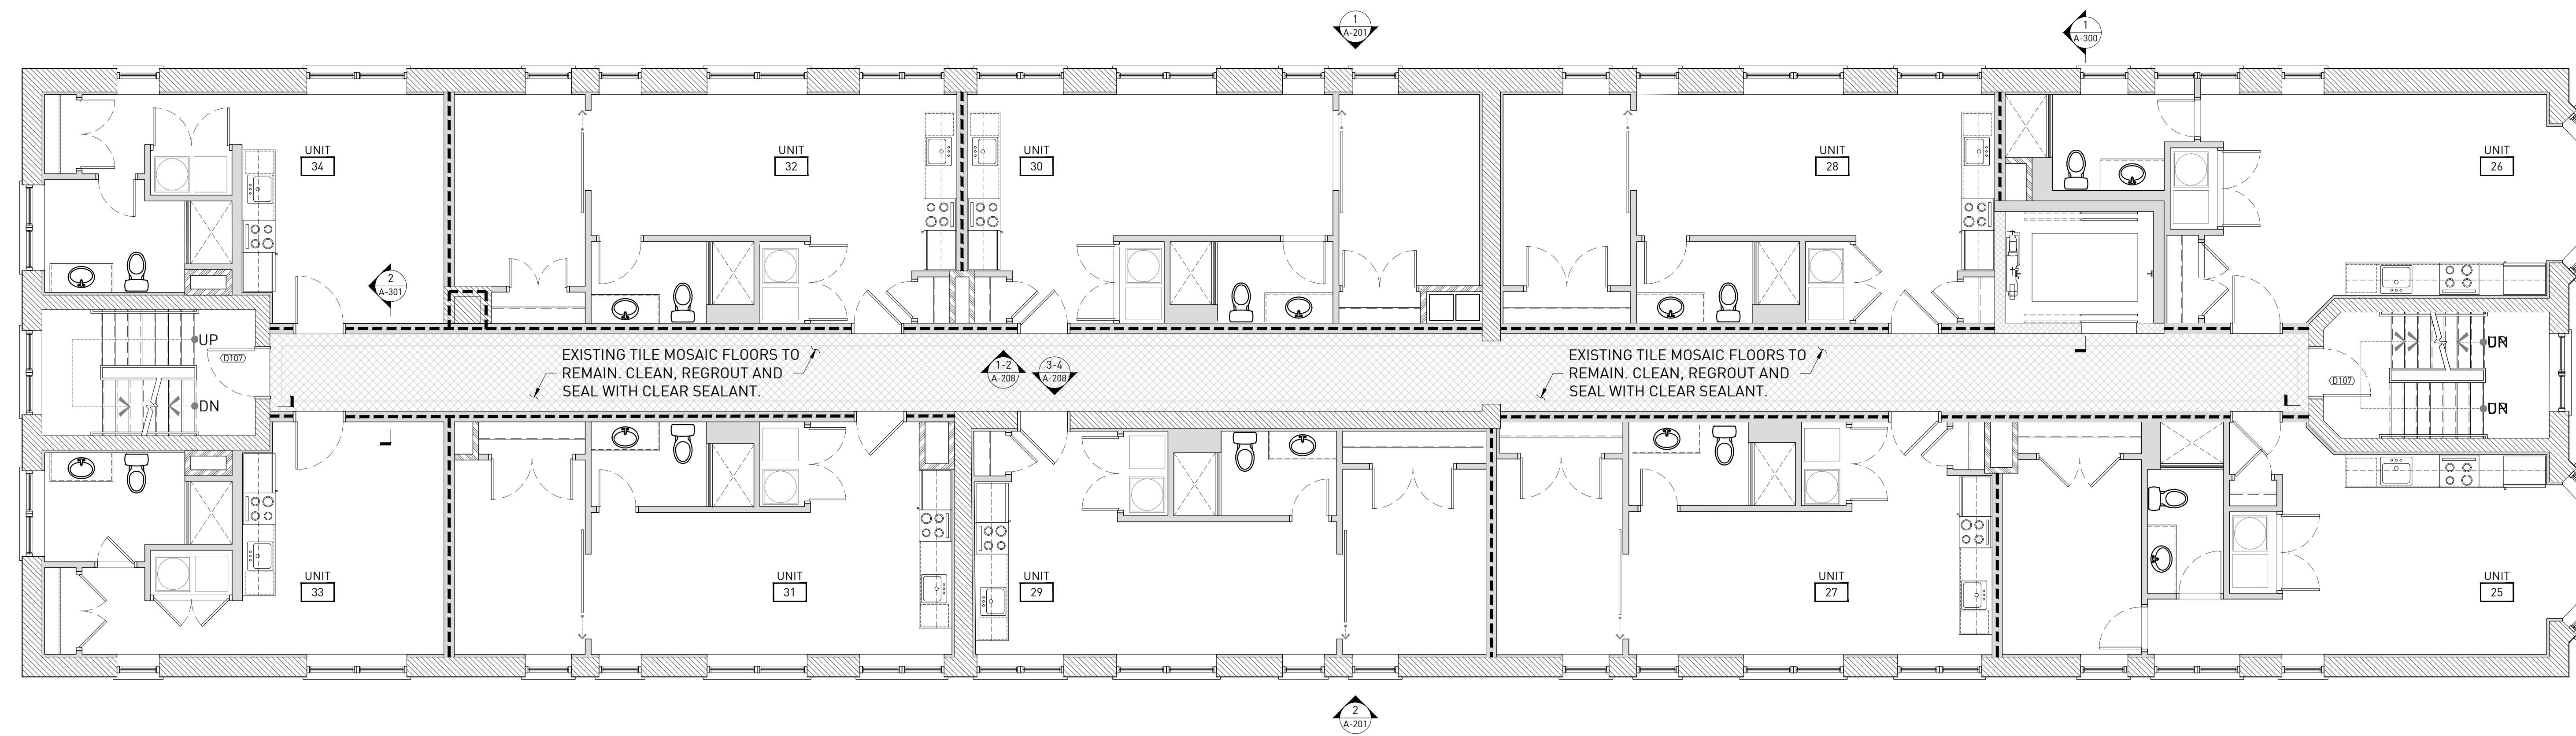 1
A-201
1
A-300
UNIT
34
UNIT
32
UNIT
30
UNIT
28
UNIT
26
2
A-301
UP
D107
DN
EXISTING TILE MOSAIC FLOORS TO
REMAIN. CLEAN, REGROUT AND
SEAL WITH CLEAR SEALANT.
1-2
A-208
3-4
A-208
EXISTING TILE MOSAIC FLOORS TO
REMAIN. CLEAN, REGROUT AND
SEAL WITH CLEAR SEALANT.
D107
UNIT
33
UNIT
31
UNIT
29
UNIT
27
UNIT
25
2
A-201